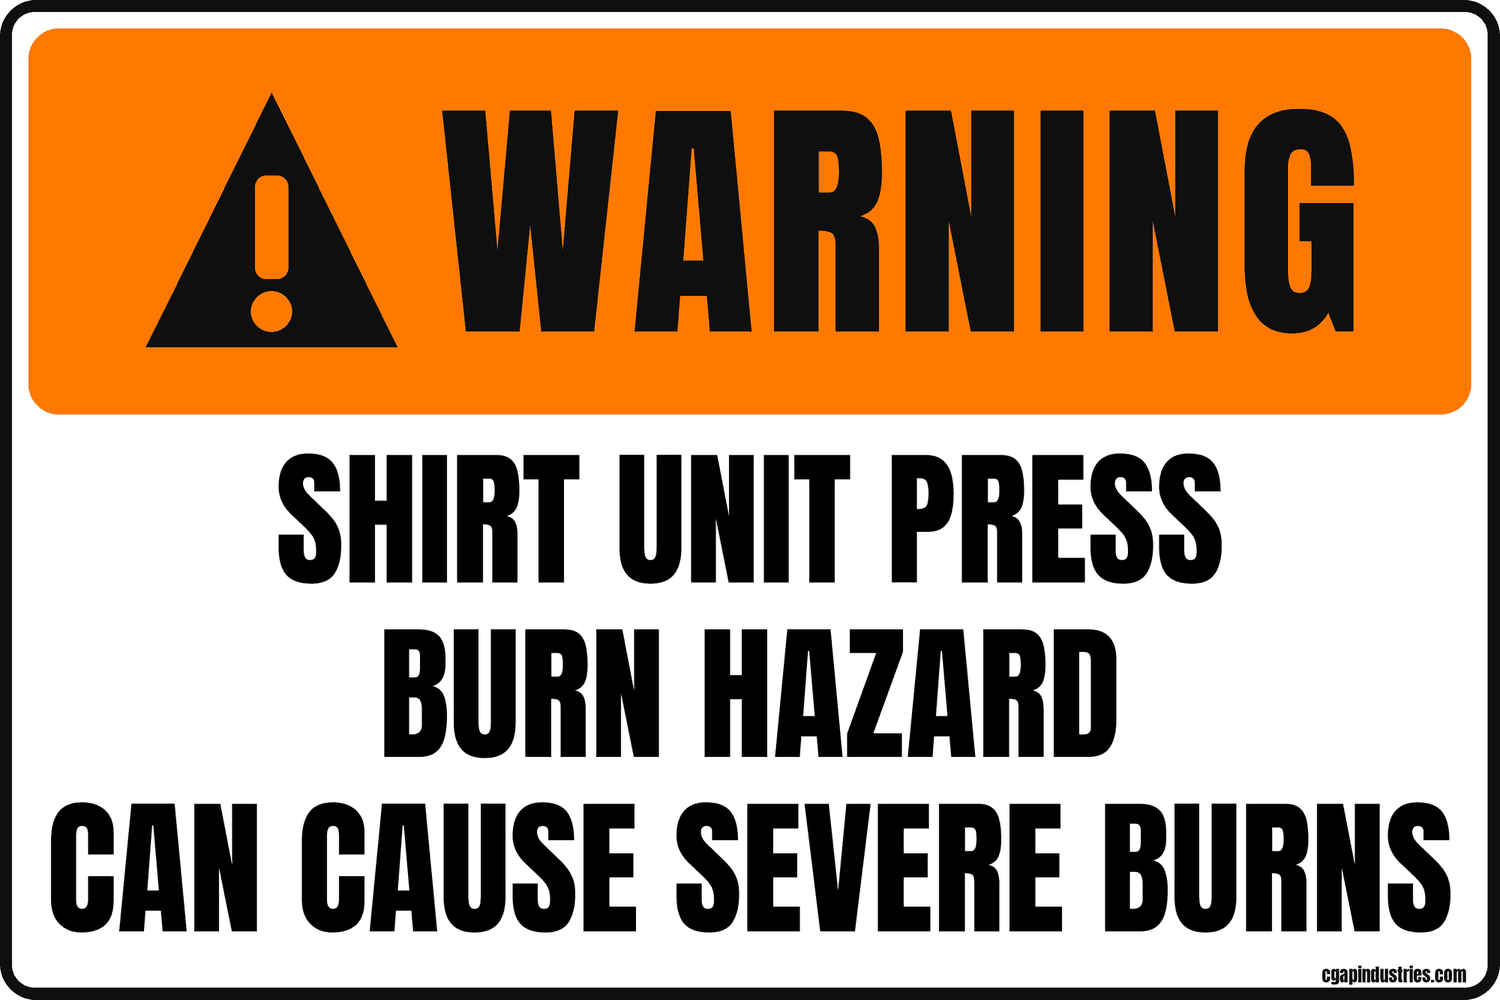 WARNING
SHIRT UNIT PRESS
BURN HAZARD
CAN CAUSE SEVERE BURNS
cgapindustries.com